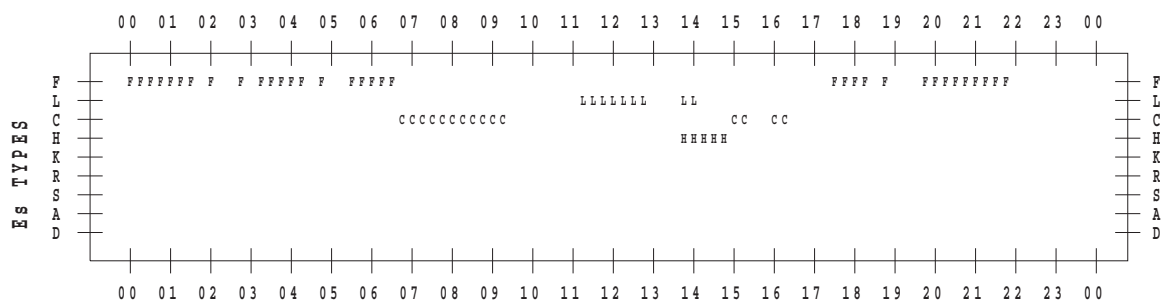 00 01 02 03 04 05 06 07 08 09 10 11 12 13 14 15 16 17 18 19 20 21 22 23 00
F FFFFFFF F F FFFFF F FFFFF FFFF F FFFFFFFFF F
L LLLLLLL LL L
C CCCCCCCCCCC CC CC C
H HHHHH H
K K
R R
S S
A A
D D
Es TYPES
00 01 02 03 04 05 06 07 08 09 10 11 12 13 14 15 16 17 18 19 20 21 22 23 00